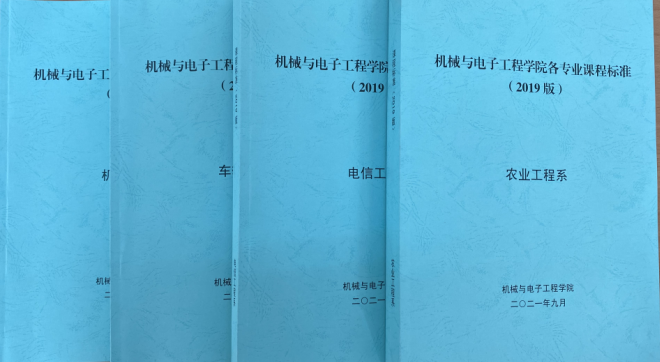 机械与电子工
（
机
机械
二
机械与电子工程
（2
车
机械
二
机械与电子工程学院
（2019
电信工
机械与电子
二〇二一
机械与电子工程学院各专业课程标准
（2019 版）
农业工程系
机械与电子工程学院
二〇二一年九月
农业工程系